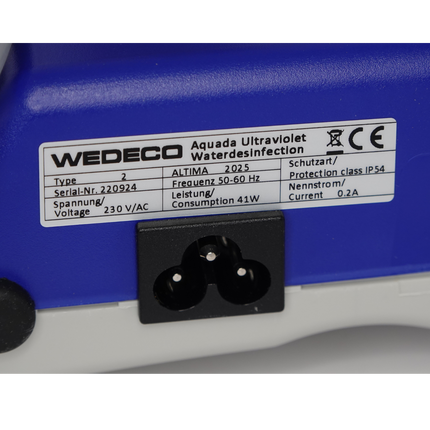 WEDECO Aquada Ultraviolet
Waterdesinfection CE
Type 2 ALTIMA 2025 Schutzart/
Serial-Nr. 220924 Frequenz 50-60 Hz Protection class IP54
Spannung/ Leistung/ Nennstrom/
Voltage 230 V/AC Consumption 41W Current 0.2A